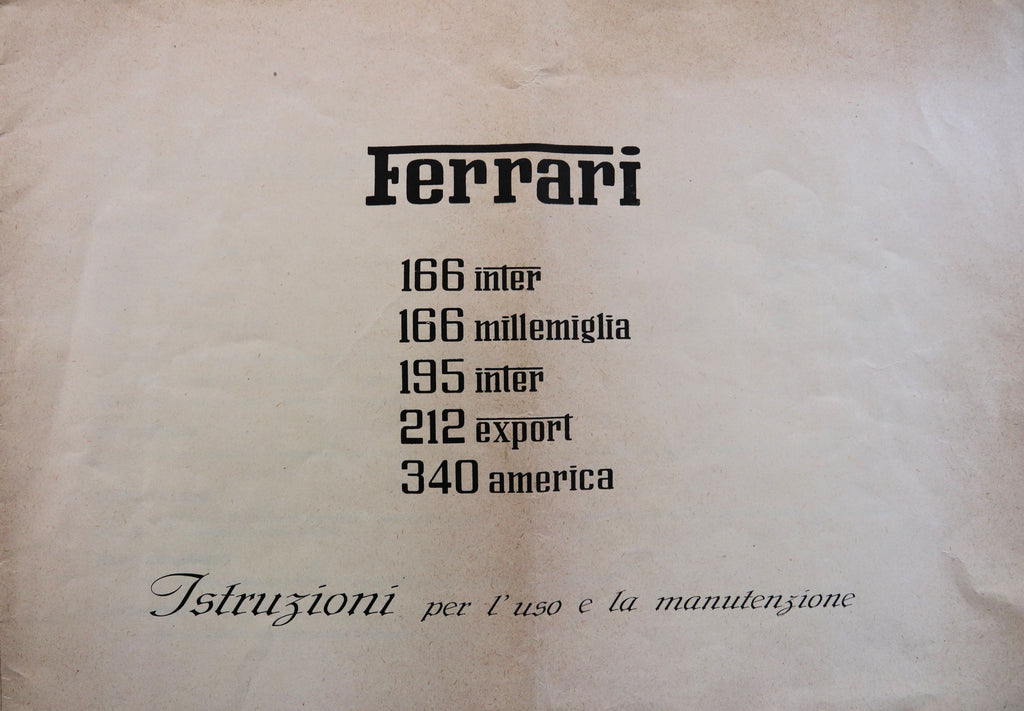 Ferrari
166 inter
166 millemiglia
195 inter
212 export
340 america
Istruzioni per l'uso e la manutenzione